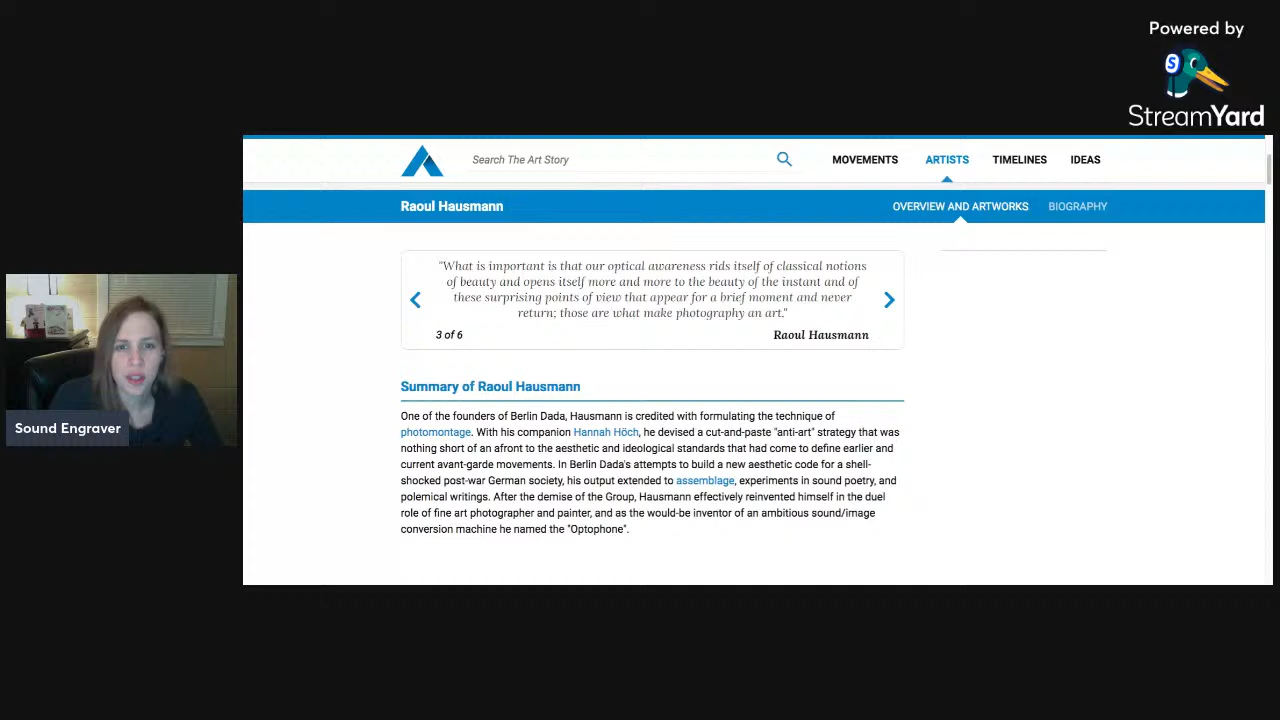 Powered by
StreamYard
Search The Art Story
MOVEMENTS
ARTISTS
TIMELINES
IDEAS
Raoul Hausmann
OVERVIEW AND ARTWORKS
BIOGRAPHY
"What is important is that our optical awareness rids itself of classical notions
of beauty and opens itself more and more to the beauty of the instant and of
these surprising points of view that appear for a brief moment and never
return; those are what make photography an art."
3 of 6
Raoul Hausmann
Summary of Raoul Hausmann
One of the founders of Berlin Dada, Hausmann is credited with formulating the technique of
photomontage. With his companion Hannah Höch, he devised a cut-and-paste "anti-art" strategy that was
nothing short of an afront to the aesthetic and ideological standards that had come to define earlier and
current avant-garde movements. In Berlin Dada's attempts to build a new aesthetic code for a shell-
shocked post-war German society, his output extended to assemblage, experiments in sound poetry, and
polemical writings. After the demise of the Group, Hausmann effectively reinvented himself in the duel
role of fine art photographer and painter, and as the would-be inventor of an ambitious sound/image
conversion machine he named the "Optophone".
Sound Engraver